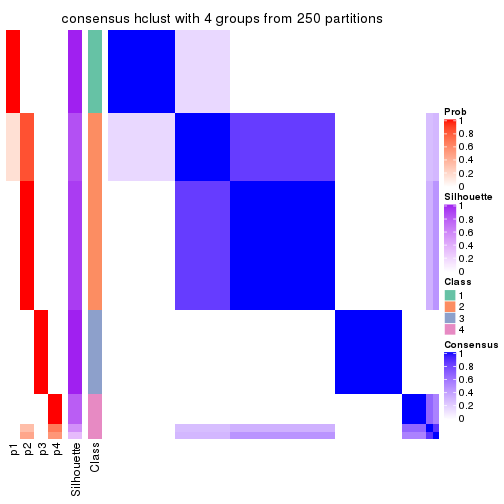 consensus hclust with 4 groups from 250 partitions
Prob
1
0.8
0.6
0.4
0.2
0
Silhouette
1
0.8
0.6
0.4
0.2
0
Class
1
2
3
4
Consensus
1
0.8
0.6
0.4
0.2
0
p1
p2
p3
p4
Silhouette
Class